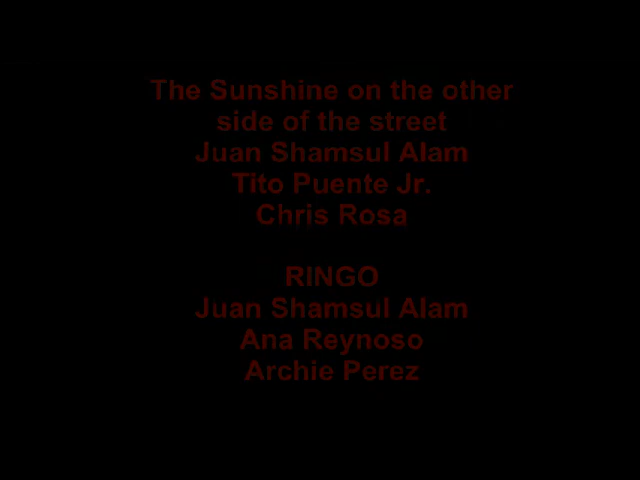 The Sunshine on the other
side of the street
Juan Shamsul Alam
Tito Puente Jr.
Chris Rosa
RINGO
Juan Shamsul Alam
Ana Reynoso
Archie Perez